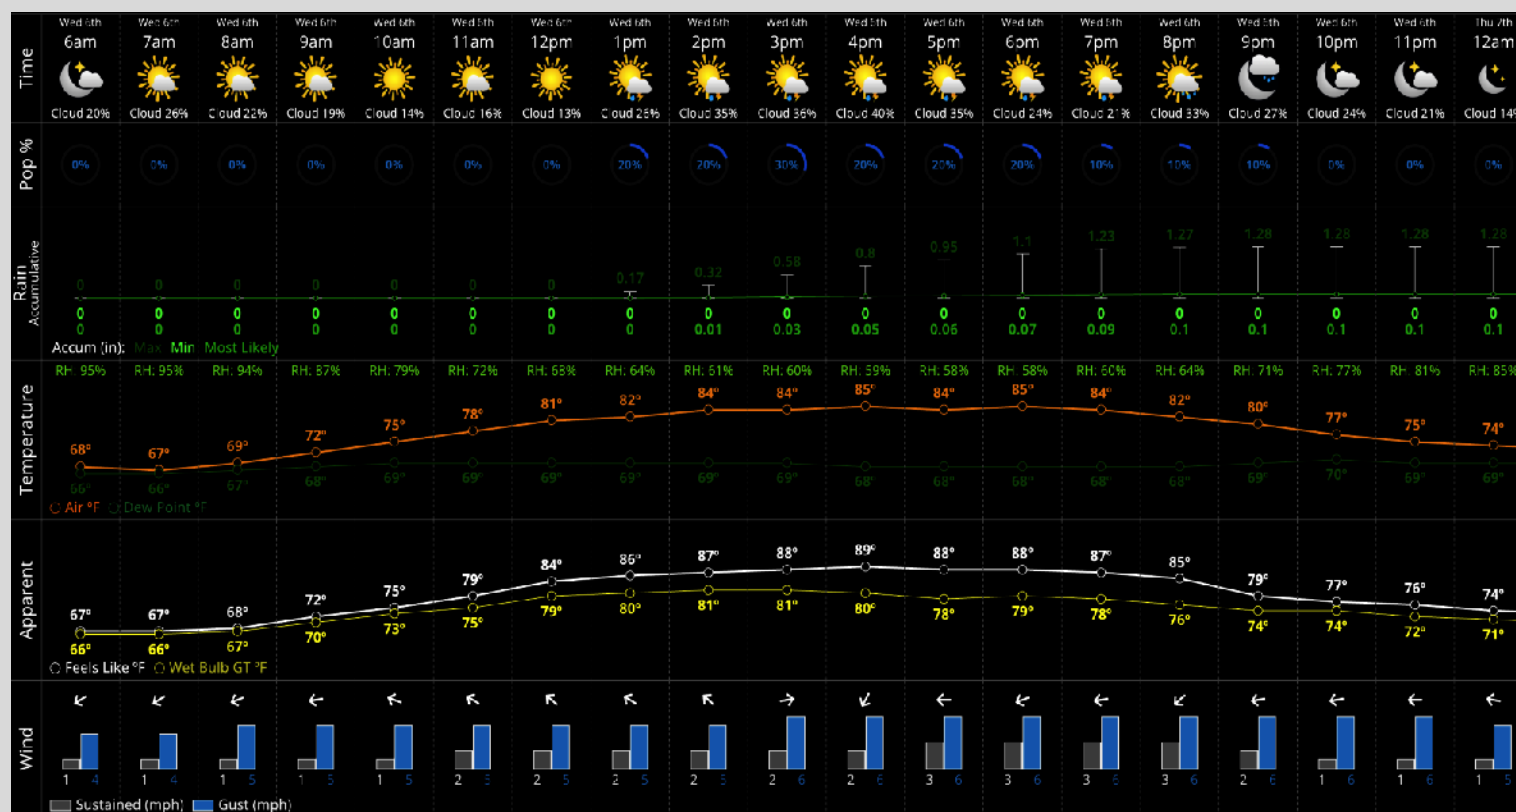 Wed 6th Wed 6th Wed 6th Wed 6th Wed 6th Wed 6th Wed 6th Wed 6th Wed 6th Wed 6th Wed 6th Wed 6th Wed 6th Wed 6th Wed 6th Wed 6th Wed 6th Wed 6th Thu 7th
6am 7am 8am 9am 10am 11am 12pm 1pm 2pm 3pm 4pm 5pm 6pm 7pm 8pm 9pm 10pm 11pm 12am
Time
Cloud 20% Cloud 26% Cloud 22% Cloud 19% Cloud 14% Cloud 16% Cloud 13% Cloud 26% Cloud 35% Cloud 36% Cloud 40% Cloud 35% Cloud 24% Cloud 21% Cloud 33% Cloud 27% Cloud 24% Cloud 21% Cloud 14%
Pop %
0% 0% 0% 0% 0% 0% 0% 20% 20% 30% 20% 20% 20% 10% 10% 10% 0% 0% 0%
Rain
Accumulative
0 0 0 0 0 0 0 0.17 0.32 0.58 0.8 0.95 1.1 1.23 1.27 1.28 1.28 1.28 1.28
0 0 0 0 0 0 0 0 0 0 0 0 0 0 0 0 0 0 0
0 0 0 0 0 0 0 0 0.01 0.03 0.05 0.06 0.07 0.09 0.1 0.1 0.1 0.1 0.1
Accum (in): Max Min Most Likely
RH: 95% RH: 95% RH: 94% RH: 87% RH: 79% RH: 72% RH: 68% RH: 64% RH: 61% RH: 60% RH: 59% RH: 58% RH: 58% RH: 60% RH: 64% RH: 71% RH: 77% RH: 81% RH: 85%
Temperature
68° 67° 69° 72° 75° 78° 81° 82° 84° 84° 85° 84° 85° 84° 82° 80° 77° 75° 74°
66° 66° 67° 68° 69° 69° 69° 69° 69° 69° 68° 68° 68° 68° 68° 69° 70° 69° 69°
Air °F Dew Point °F
Apparent
67° 67° 68° 72° 75° 79° 84° 86° 87° 88° 89° 88° 88° 87° 85° 79° 77° 76° 74°
66° 66° 67° 70° 73° 75° 79° 80° 81° 81° 80° 78° 79° 78° 76° 74° 74° 72° 71°
Feels Like °F Wet Bulb GT °F
Wind
1 4 1 4 1 5 1 5 1 5 2 5 2 5 2 5 2 5 2 6 2 6 3 6 3 6 3 6 3 6 2 6 1 6 1 6 1 5
Sustained (mph) Gust (mph)